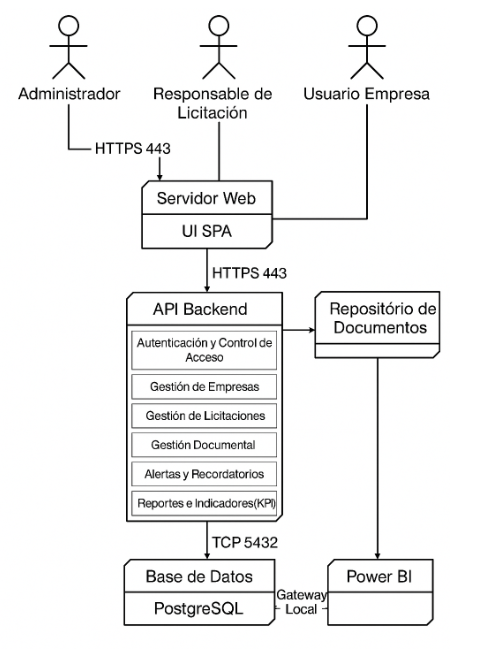 Administrador
Responsable de
Licitación
Usuario Empresa
HTTPS 443
Servidor Web
UI SPA
HTTPS 443
API Backend
Autenticación y Control de
Acceso
Gestión de Empresas
Gestión de Licitaciones
Gestión Documental
Alertas y Recordatorios
Reportes e Indicadores(KPI)
Repositório de
Documentos
TCP 5432
Base de Datos
PostgreSQL
Gateway
Local
Power BI